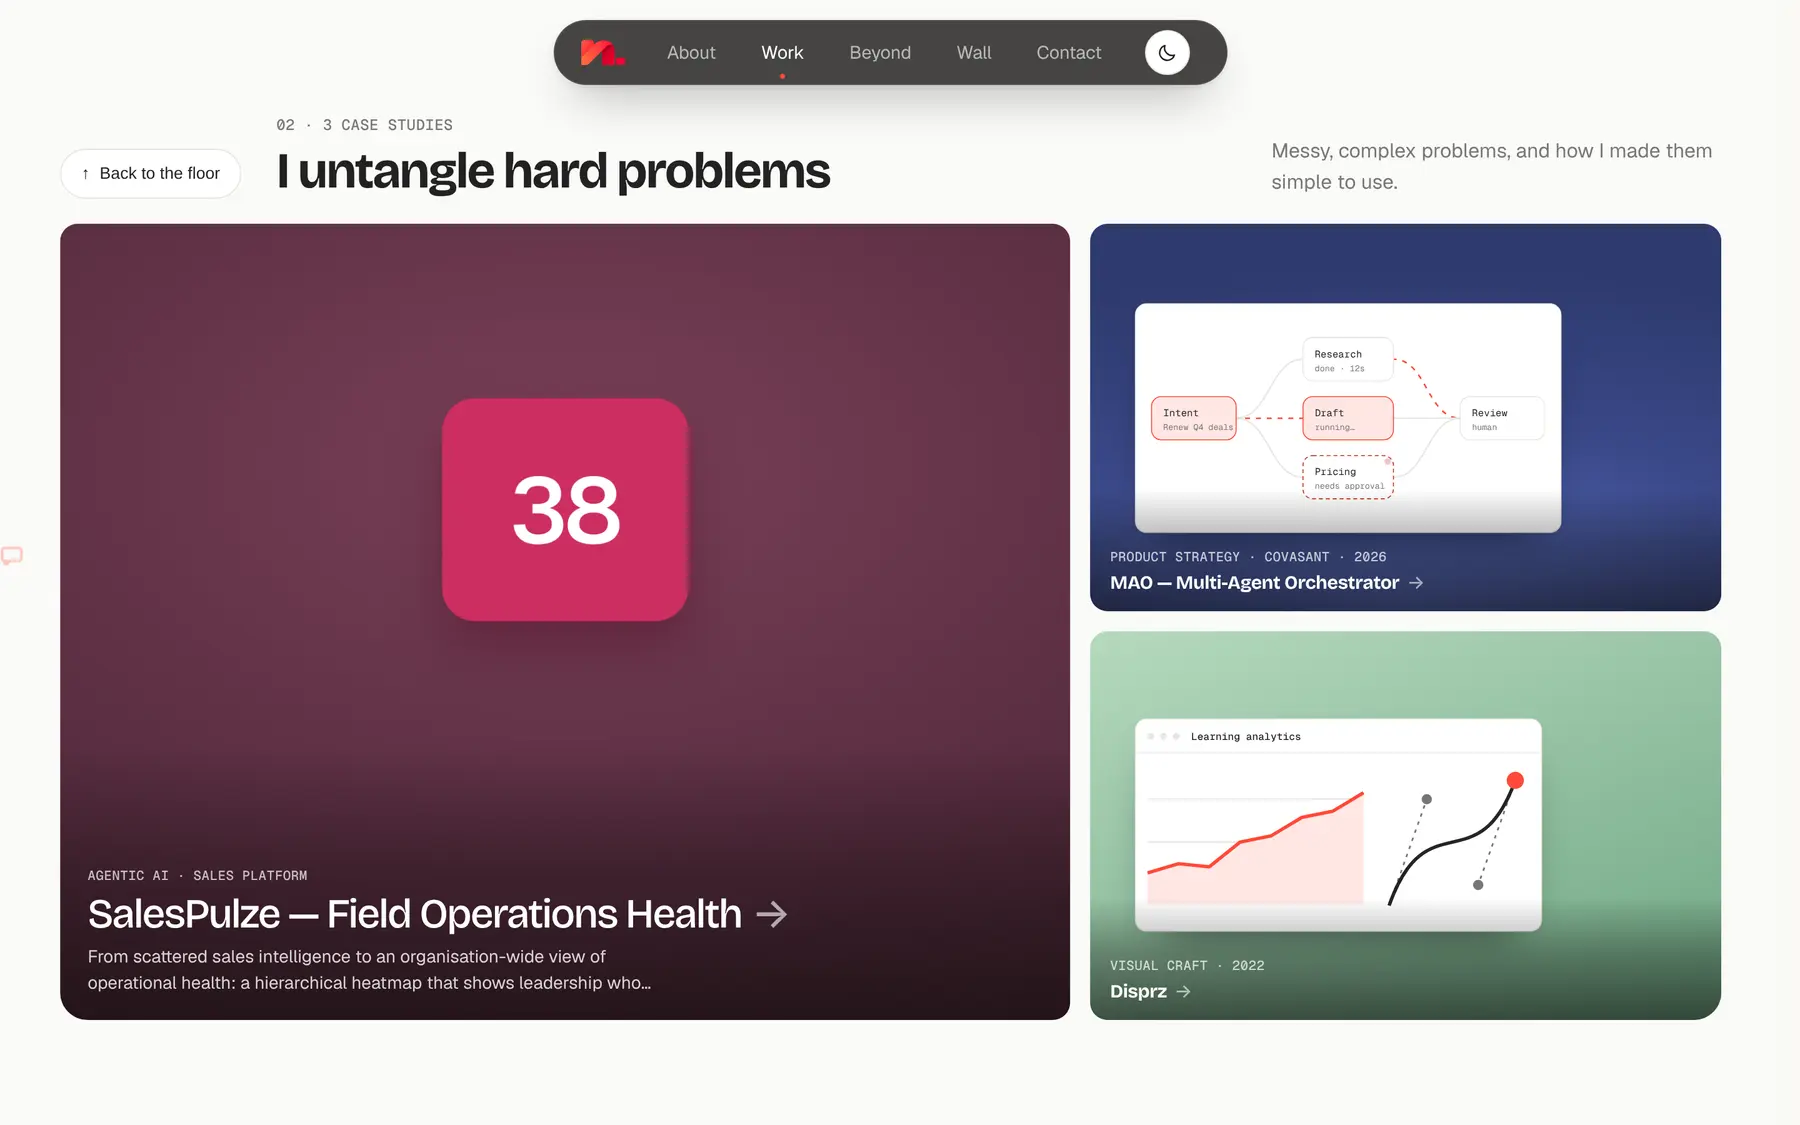 About
Work
Beyond
Wall
Contact
02 · 3 CASE STUDIES
↑ Back to the floor
I untangle hard problems
Messy, complex problems, and how I made them
simple to use.
38
AGENTIC AI · SALES PLATFORM
SalesPulze — Field Operations Health →
From scattered sales intelligence to an organisation-wide view of
operational health: a hierarchical heatmap that shows leadership who…
Research
done · 12s
Intent
Renew Q4 deals
Draft
running…
Review
human
Pricing
needs approval
PRODUCT STRATEGY · COVASANT · 2026
MAO — Multi-Agent Orchestrator →
Learning analytics
VISUAL CRAFT · 2022
Disprz →